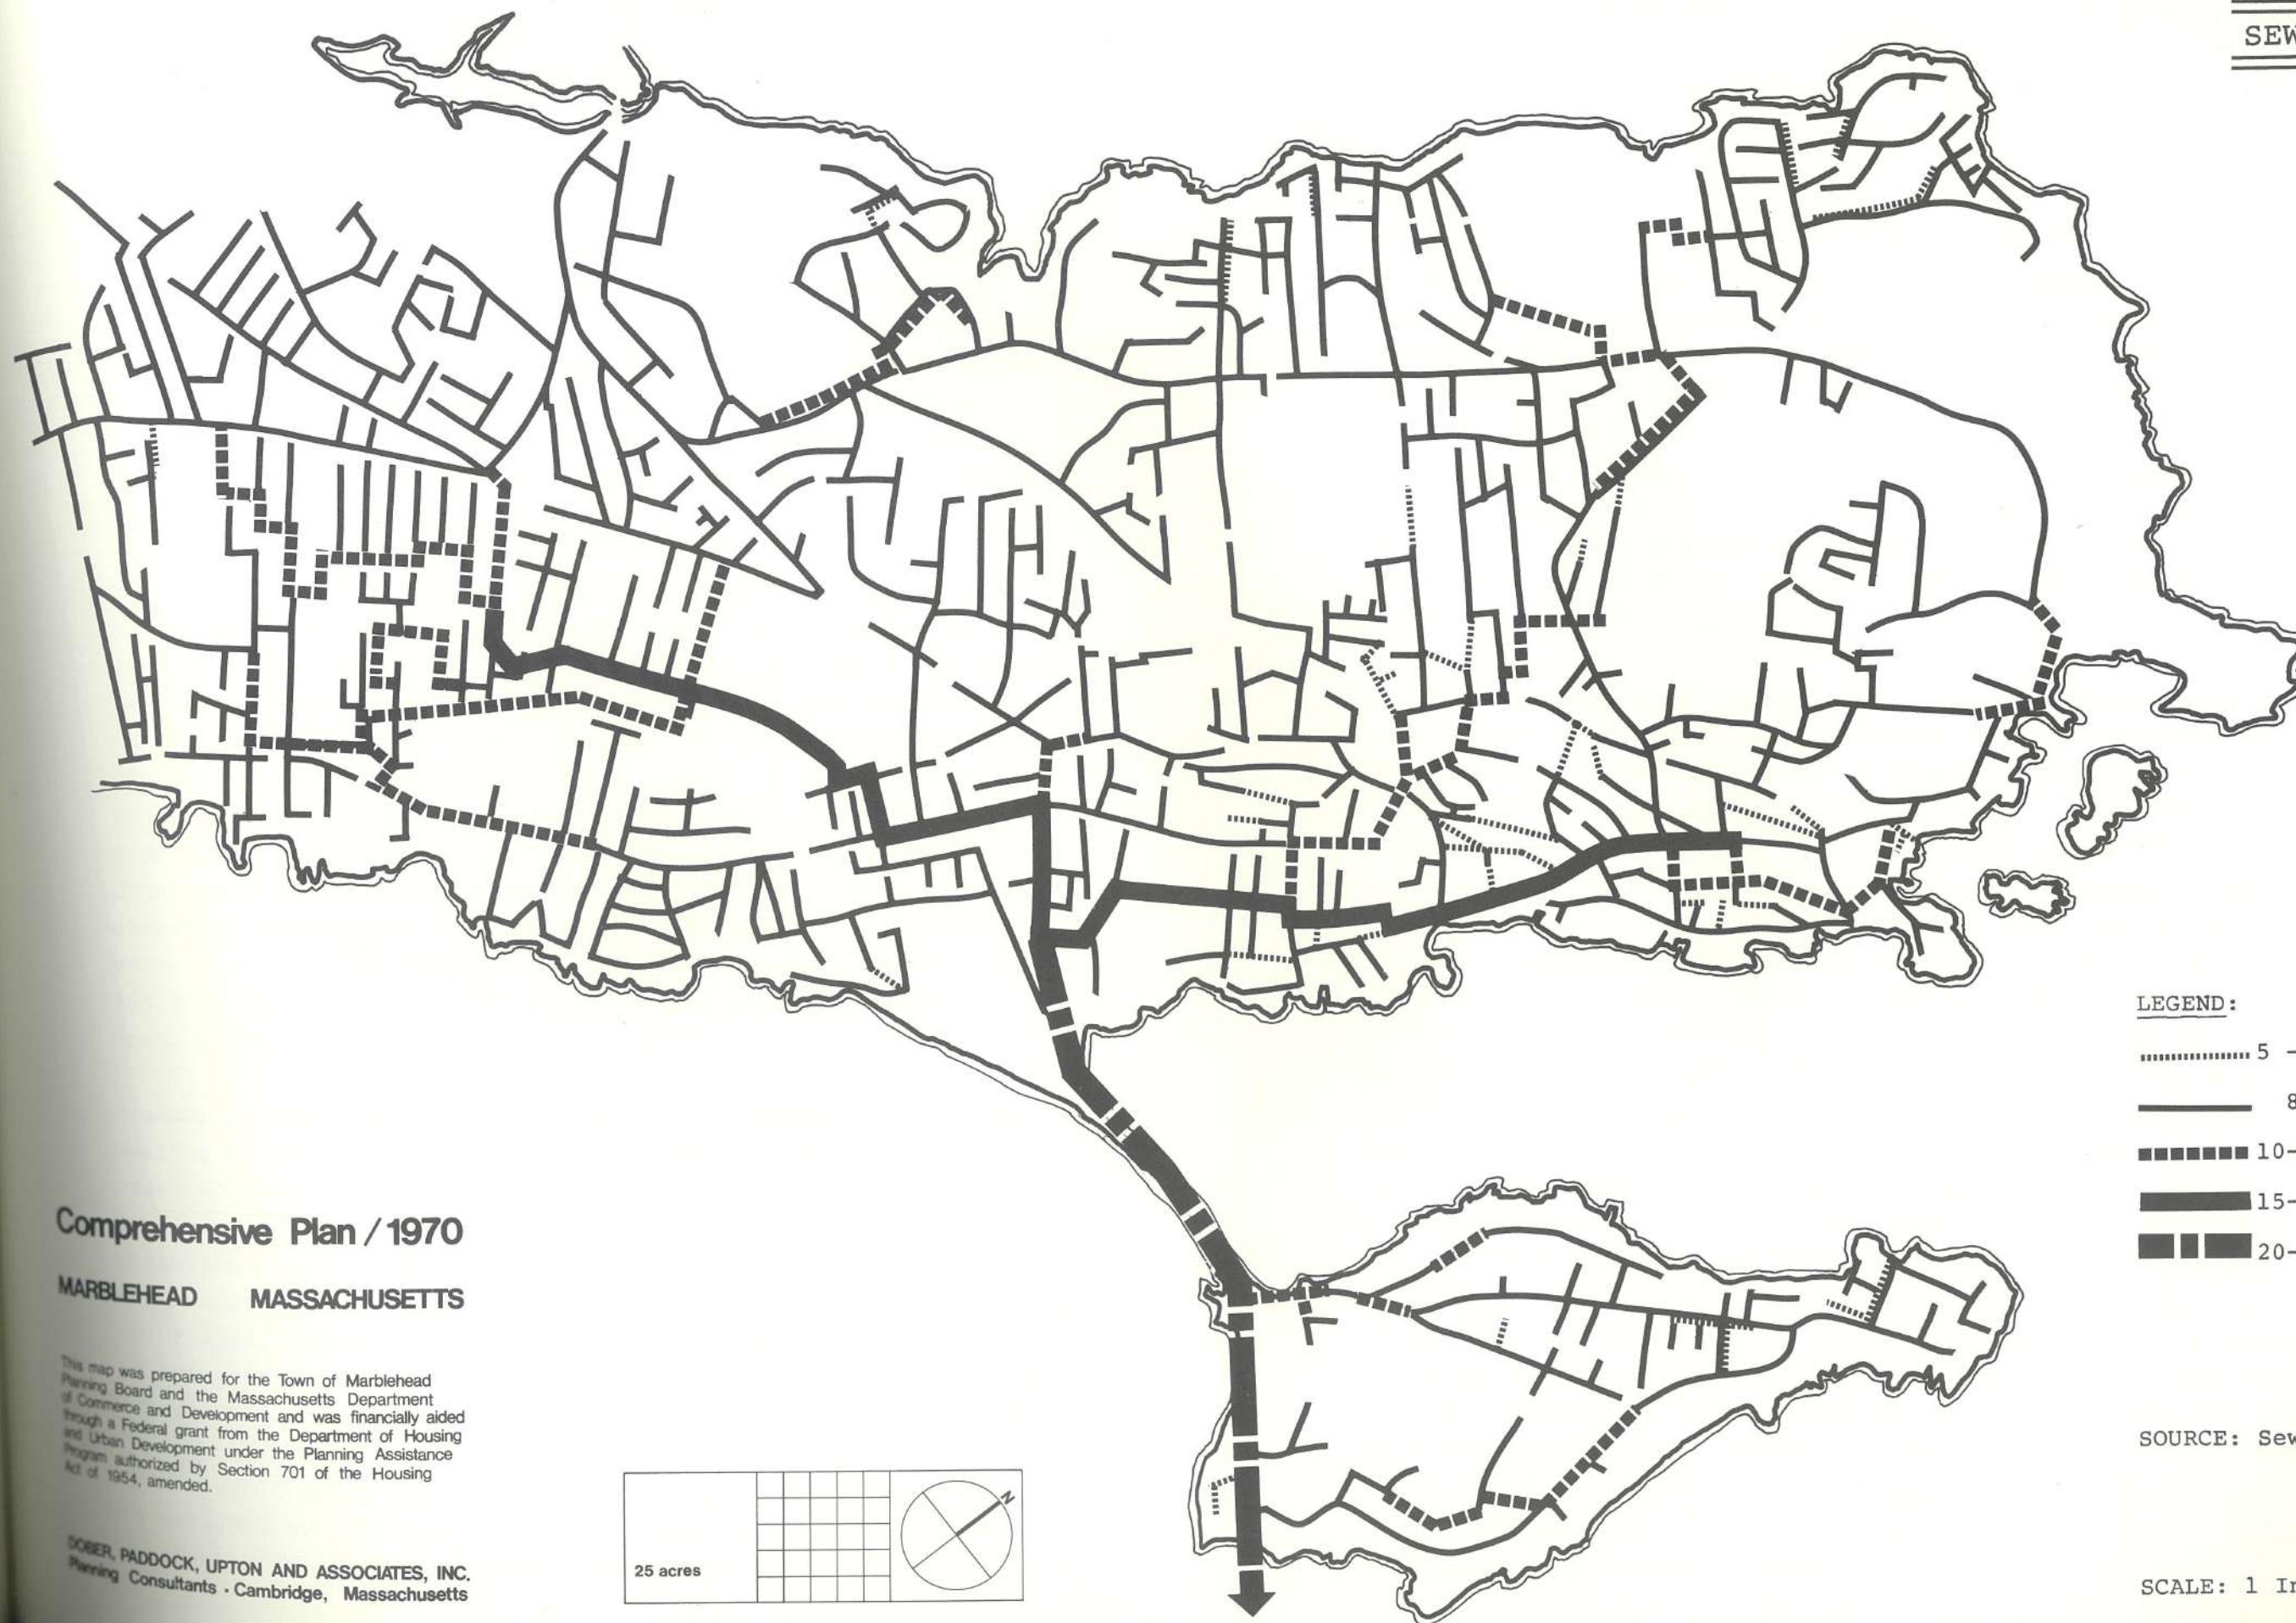 SEW
LEGEND:
5 -
8
10-
15-
20-
SOURCE: Sew
SCALE: 1 In
Comprehensive Plan / 1970
MARBLEHEAD MASSACHUSETTS
This map was prepared for the Town of Marblehead
Planning Board and the Massachusetts Department
of Commerce and Development and was financially aided
through a Federal grant from the Department of Housing
and Urban Development under the Planning Assistance
Program authorized by Section 701 of the Housing
Act of 1954, amended.
DOBER, PADDOCK, UPTON AND ASSOCIATES, INC.
Planning Consultants • Cambridge, Massachusetts
25 acres
N